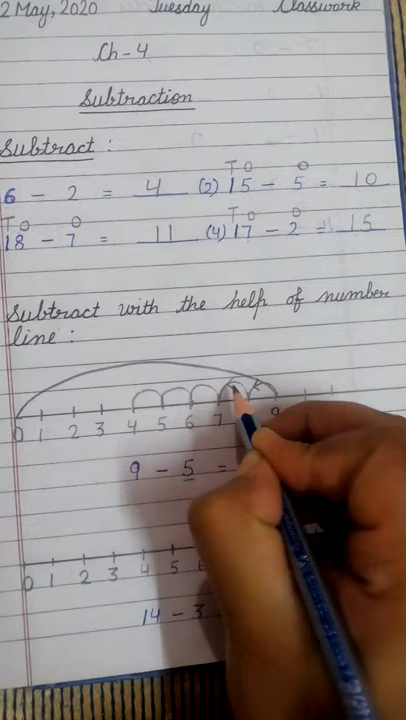 2 May, 2020 Tuesday Classwork
Ch-4
Subtraction
Subtract :
T O O
6 - 2 = 4 (2) 15 - 5 = 10
T O O T O O
18 - 7 = 11 (4) 17 - 2 = 15
Subtract with the help of number
line :
0 1 2 3 4 5 6 7 9
9 - 5 =
0 1 2 3 4 5 6
14 - 3